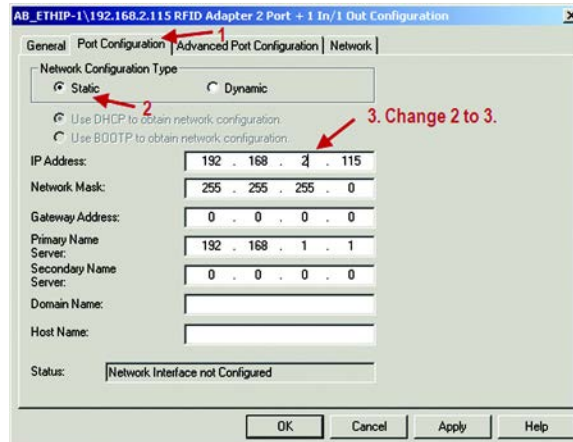 AB_ETHIP-1\192.168.2.115 RFID Adapter 2 Port + 1 In/1 Out Configuration
1
General Port Configuration Advanced Port Configuration Network
Network Configuration Type
Static Dynamic
2
3. Change 2 to 3.
Use DHCP to obtain network configuration.
Use BOOTP to obtain network configuration.
IP Address: 192 . 168 . 2 . 115
Network Mask: 255 . 255 . 255 . 0
Gateway Address: 0 . 0 . 0 . 0
Primary Name Server: 192 . 168 . 1 . 1
Secondary Name Server: 0 . 0 . 0 . 0
Domain Name:
Host Name:
Status: Network Interface not Configured
OK Cancel Apply Help